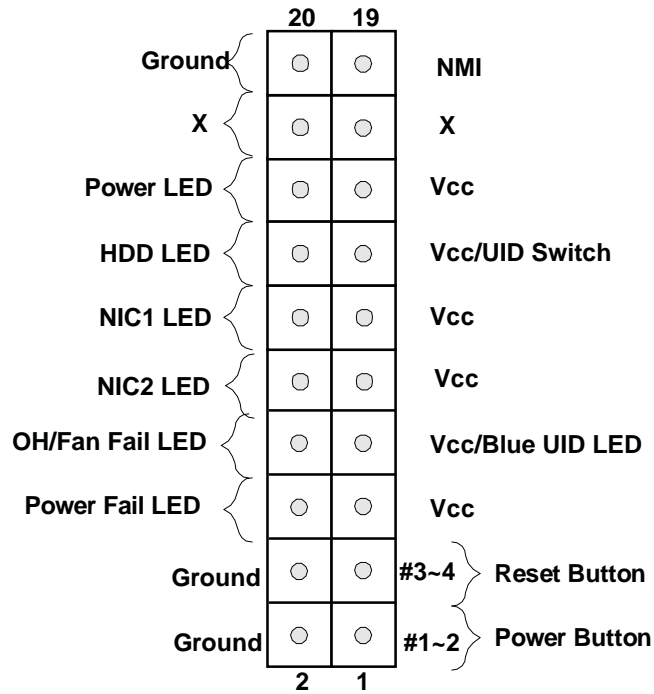 20 19
Ground NMI
X X
Power LED Vcc
HDD LED Vcc/UID Switch
NIC1 LED Vcc
NIC2 LED Vcc
OH/Fan Fail LED Vcc/Blue UID LED
Power Fail LED Vcc
Ground #3~4 Reset Button
Ground #1~2 Power Button
2 1